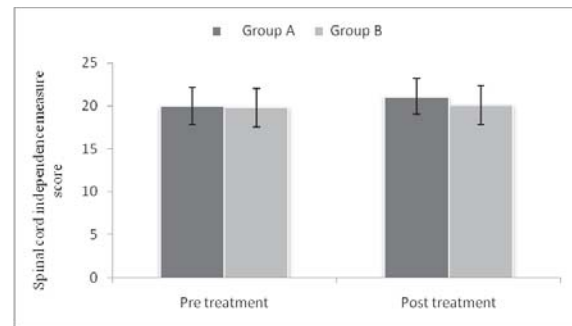 Group A Group B
Spinal cord independence measure
score
25
20
15
10
5
0
Pre treatment Post treatment